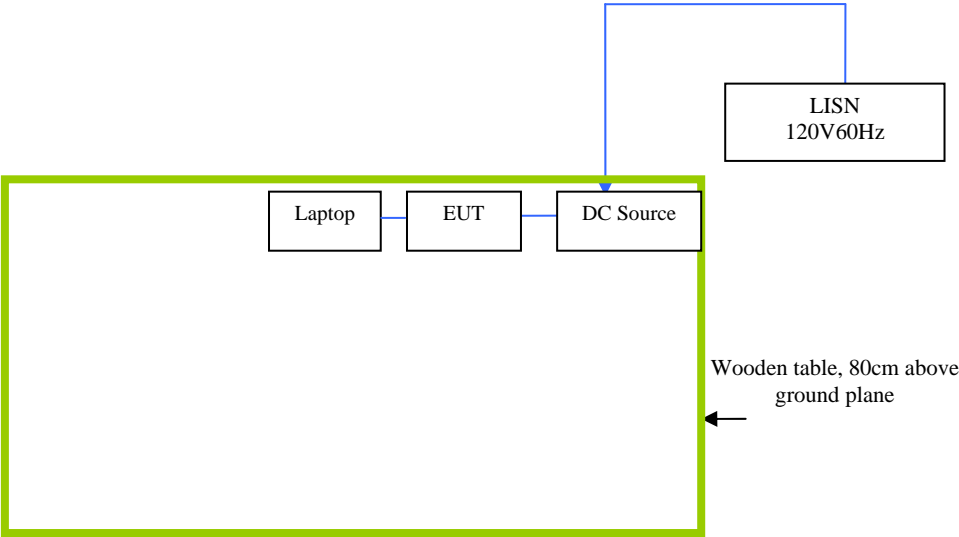 LISN
120V60Hz
Laptop
EUT
DC Source
Wooden table, 80cm above
ground plane